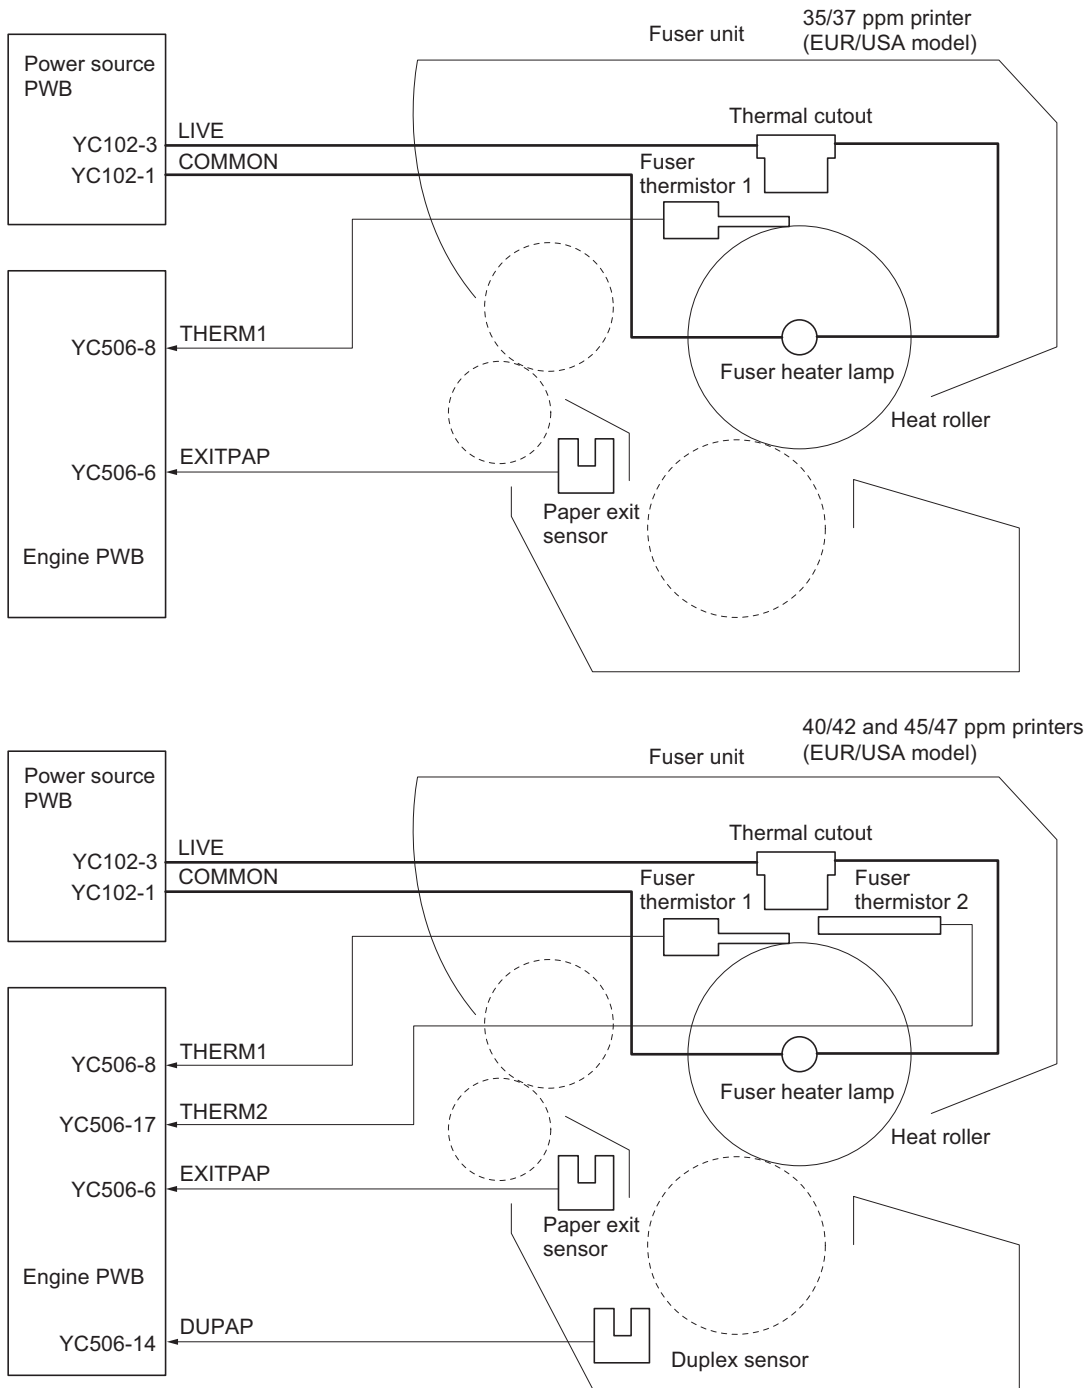 35/37 ppm printer
(EUR/USA model)
Fuser unit
Power source
PWB
Thermal cutout
YC102-3
LIVE
YC102-1
COMMON
Fuser
thermistor 1
YC506-8
THERM1
Fuser heater lamp
Heat roller
YC506-6
EXITPAP
Paper exit
sensor
Engine PWB
40/42 and 45/47 ppm printers
(EUR/USA model)
Fuser unit
Power source
PWB
Thermal cutout
YC102-3
LIVE
YC102-1
COMMON
Fuser
thermistor 1
Fuser
thermistor 2
YC506-8
THERM1
Fuser heater lamp
YC506-17
THERM2
Heat roller
YC506-6
EXITPAP
Paper exit
sensor
Engine PWB
YC506-14
DUPAP
Duplex sensor